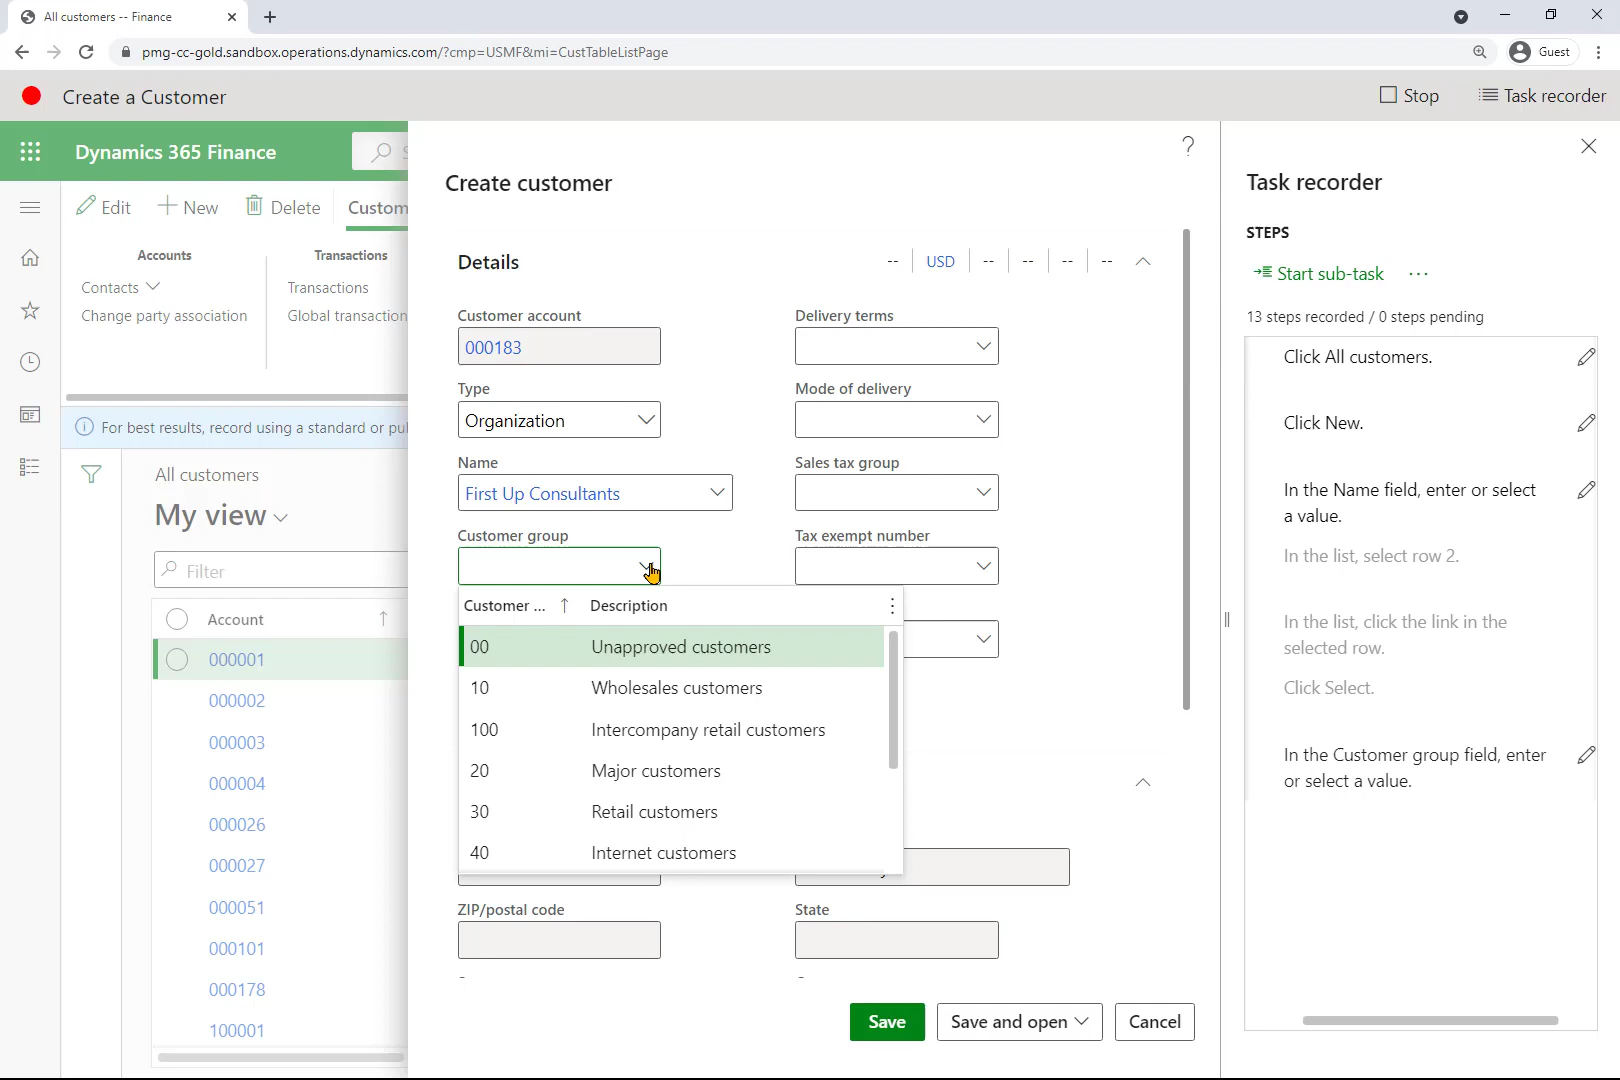 All customers -- Finance
pmg-cc-gold.sandbox.operations.dynamics.com/?cmp=USMF&mi=CustTableListPage
Guest
Create a Customer
Stop
Task recorder
Dynamics 365 Finance
Edit
New
Delete
Custom
Accounts
Contacts
Change party association
Transactions
Transactions
Global transaction
For best results, record using a standard or pu
All customers
My view
Filter
Account
000001
000002
000003
000004
000026
000027
000051
000101
000178
100001
?
Create customer
Details
-- USD -- -- -- --
Customer account
000183
Type
Organization
Name
First Up Consultants
Customer group
Delivery terms
Mode of delivery
Sales tax group
Tax exempt number
Customer ... Description
00 Unapproved customers
10 Wholesales customers
100 Intercompany retail customers
20 Major customers
30 Retail customers
40 Internet customers
ZIP/postal code
State
Save
Save and open
Cancel
Task recorder
STEPS
Start sub-task ...
13 steps recorded / 0 steps pending
Click All customers.
Click New.
In the Name field, enter or select
a value.
In the list, select row 2.
In the list, click the link in the
selected row.
Click Select.
In the Customer group field, enter
or select a value.